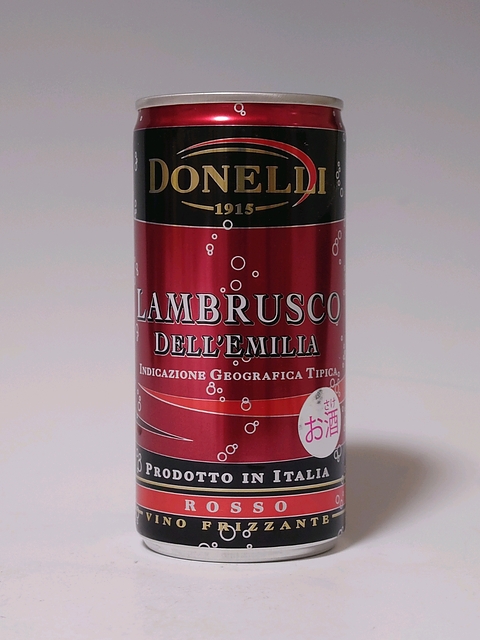 DONELLI
1915
LAMBRUSCO
DELL'EMILIA
INDICAZIONE GEOGRAFICA TIPICA
さけ
お酒
PRODOTTO IN ITALIA
ROSSO
VINO FRIZZANTE